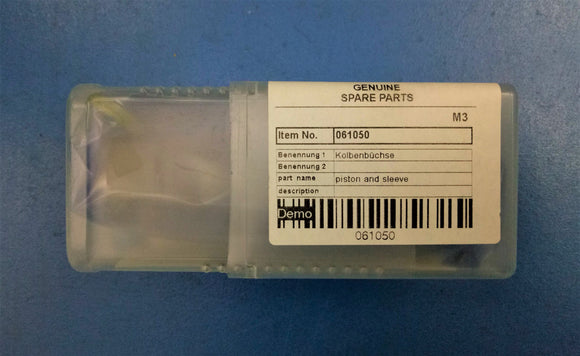 GENUINE
SPARE PARTS
M3
Item No. 061050
Benennung 1 Kolbenbüchse
Benennung 2
part name piston and sleeve
description
Demo
061050